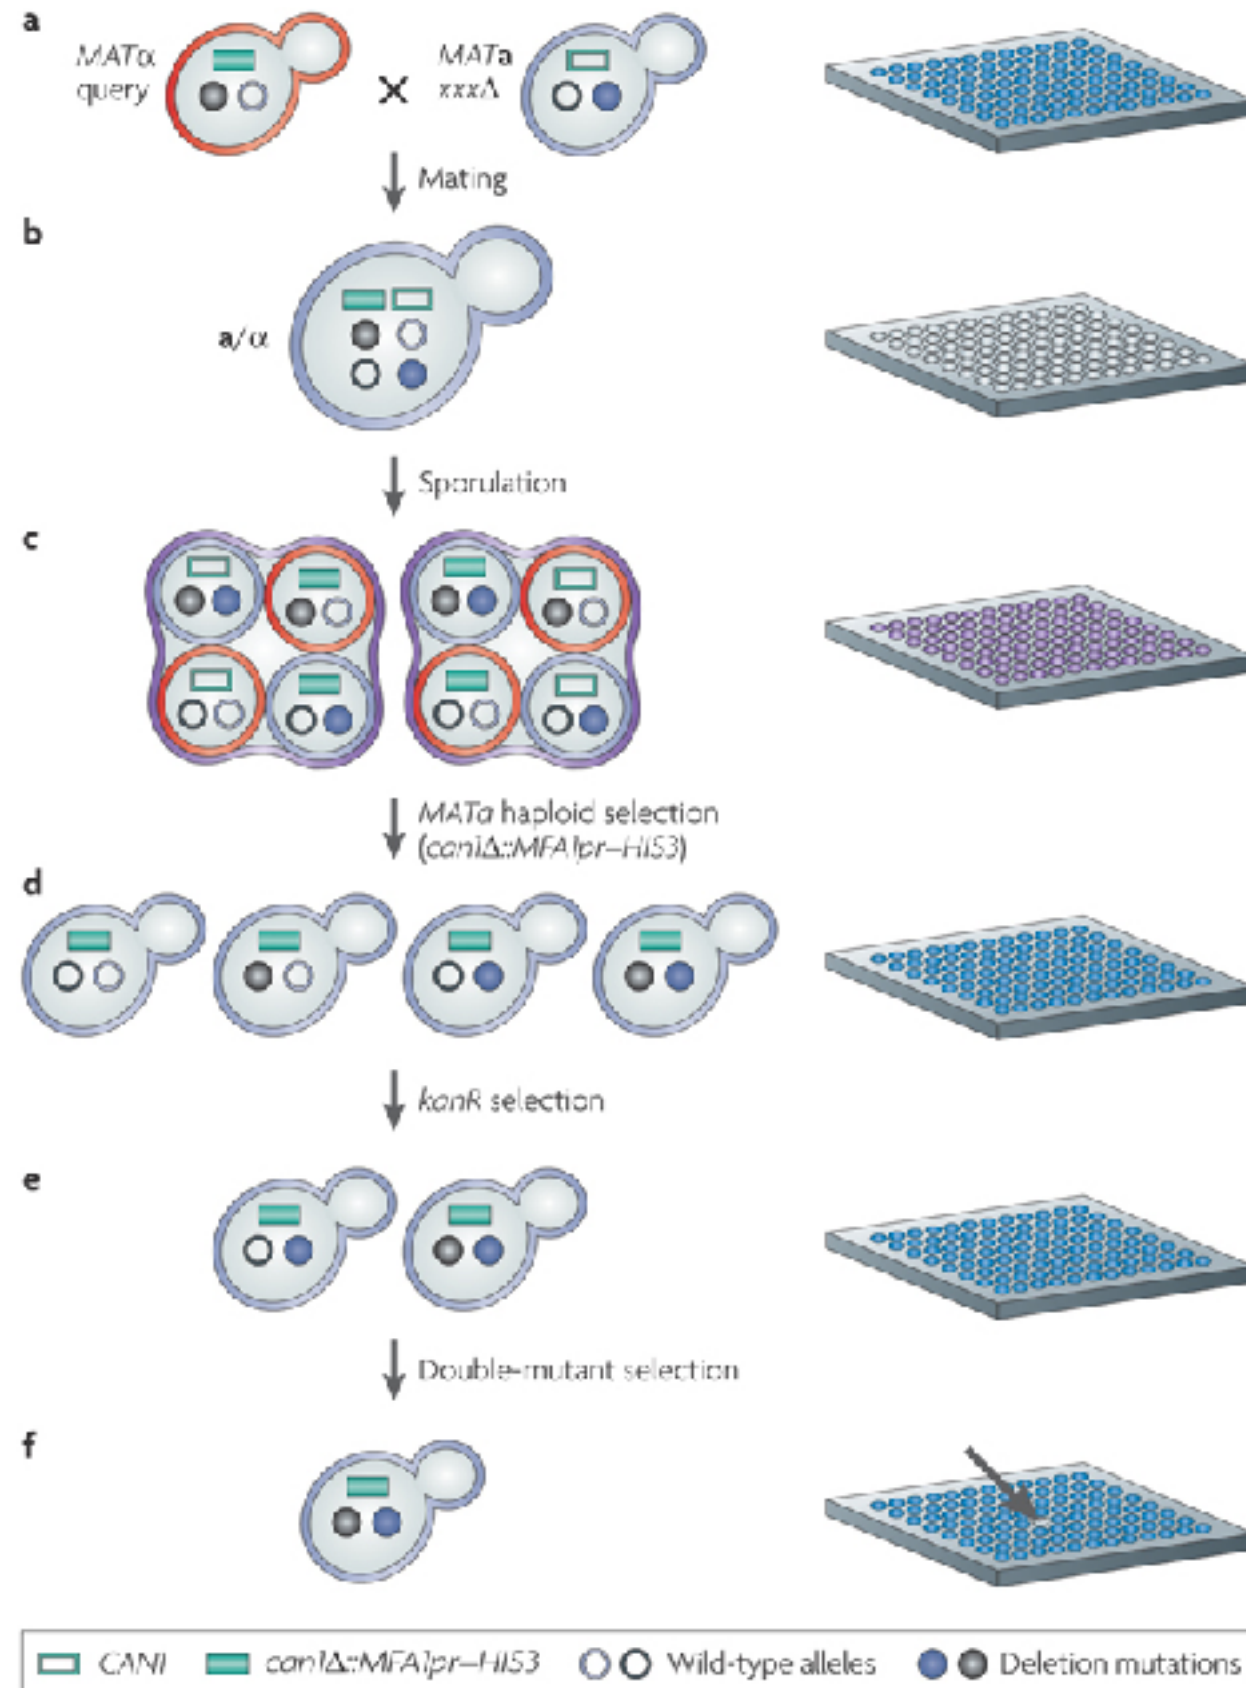 a
MATα
query
×
MATa
xxxΔ
Mating
b
a/α
Sporulation
c
MATa haploid selection
(can1Δ::MFA1pr–HIS3)
d
kanR selection
e
Double-mutant selection
f
CAN1 can1Δ::MFA1pr–HIS3 Wild-type alleles Deletion mutations